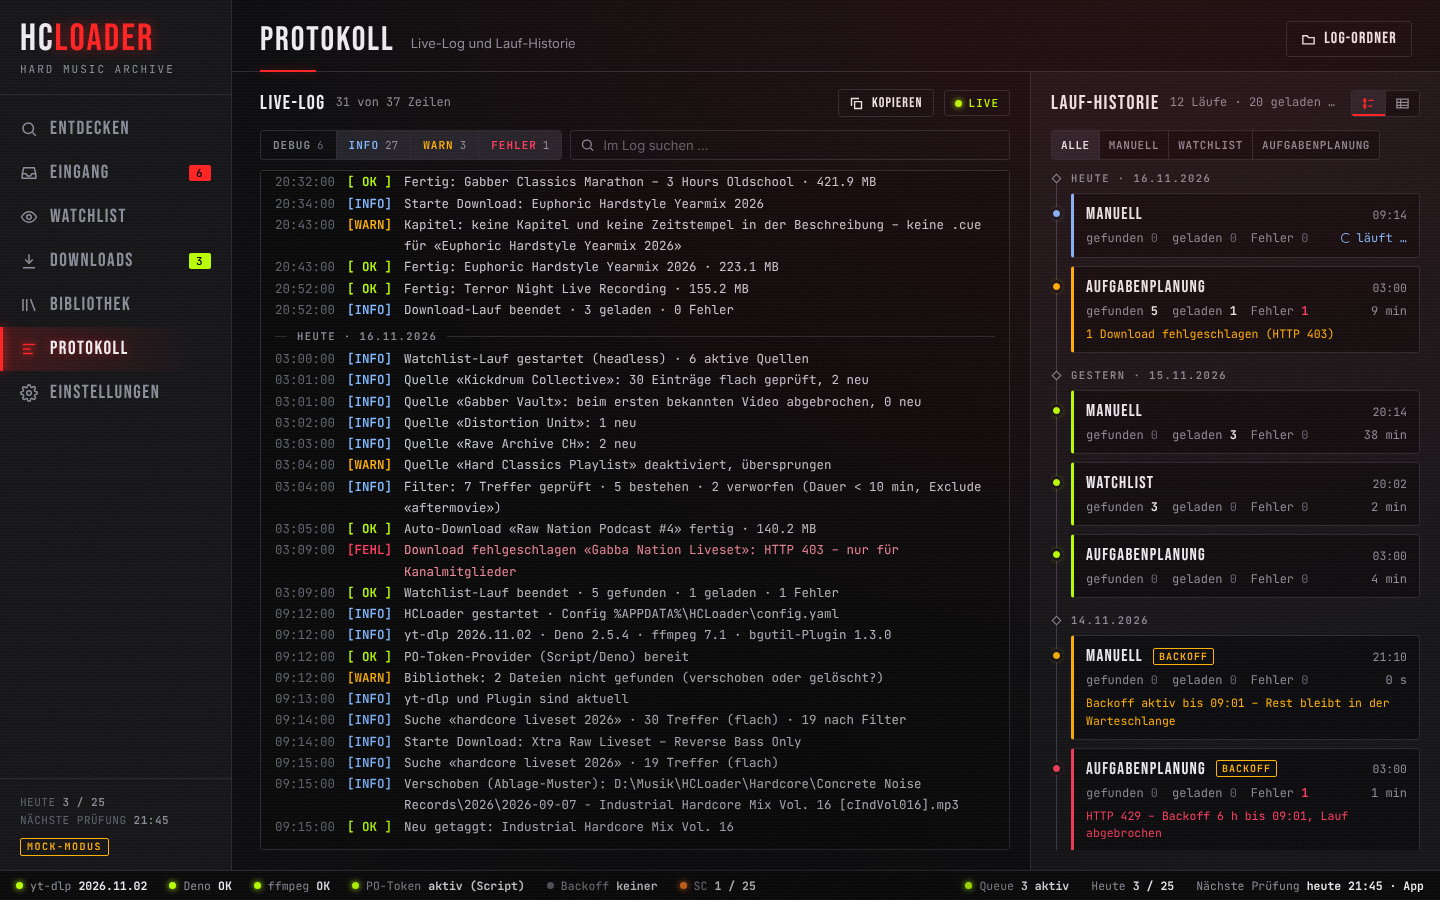 HCLOADER
HARD MUSIC ARCHIVE
ENTDECKEN
EINGANG 6
WATCHLIST
DOWNLOADS 3
BIBLIOTHEK
PROTOKOLL
EINSTELLUNGEN
HEUTE 3 / 25
NÄCHSTE PRÜFUNG 21:45
MOCK-MODUS
PROTOKOLL Live-Log und Lauf-Historie
LOG-ORDNER
LIVE-LOG 31 von 37 Zeilen
KOPIEREN
LIVE
DEBUG 6 INFO 27 WARN 3 FEHLER 1
Im Log suchen …
20:32:00 [ OK ] Fertig: Gabber Classics Marathon – 3 Hours Oldschool · 421.9 MB
20:34:00 [INFO] Starte Download: Euphoric Hardstyle Yearmix 2026
20:43:00 [WARN] Kapitel: keine Kapitel und keine Zeitstempel in der Beschreibung – keine .cue
für «Euphoric Hardstyle Yearmix 2026»
20:43:00 [ OK ] Fertig: Euphoric Hardstyle Yearmix 2026 · 223.1 MB
20:52:00 [ OK ] Fertig: Terror Night Live Recording · 155.2 MB
20:52:00 [INFO] Download-Lauf beendet · 3 geladen · 0 Fehler
HEUTE · 16.11.2026
03:00:00 [INFO] Watchlist-Lauf gestartet (headless) · 6 aktive Quellen
03:01:00 [INFO] Quelle «Kickdrum Collective»: 30 Einträge flach geprüft, 2 neu
03:01:00 [INFO] Quelle «Gabber Vault»: beim ersten bekannten Video abgebrochen, 0 neu
03:02:00 [INFO] Quelle «Distortion Unit»: 1 neu
03:03:00 [INFO] Quelle «Rave Archive CH»: 2 neu
03:04:00 [WARN] Quelle «Hard Classics Playlist» deaktiviert, übersprungen
03:04:00 [INFO] Filter: 7 Treffer geprüft · 5 bestehen · 2 verworfen (Dauer < 10 min, Exclude
«aftermovie»)
03:05:00 [ OK ] Auto-Download «Raw Nation Podcast #4» fertig · 140.2 MB
03:09:00 [FEHL] Download fehlgeschlagen «Gabba Nation Liveset»: HTTP 403 – nur für
Kanalmitglieder
03:09:00 [ OK ] Watchlist-Lauf beendet · 5 gefunden · 1 geladen · 1 Fehler
09:12:00 [INFO] HCLoader gestartet · Config %APPDATA%\HCLoader\config.yaml
09:12:00 [INFO] yt-dlp 2026.11.02 · Deno 2.5.4 · ffmpeg 7.1 · bgutil-Plugin 1.3.0
09:12:00 [ OK ] PO-Token-Provider (Script/Deno) bereit
09:12:00 [WARN] Bibliothek: 2 Dateien nicht gefunden (verschoben oder gelöscht?)
09:13:00 [INFO] yt-dlp und Plugin sind aktuell
09:14:00 [INFO] Suche «hardcore liveset 2026» · 30 Treffer (flach) · 19 nach Filter
09:14:00 [INFO] Starte Download: Xtra Raw Liveset – Reverse Bass Only
09:15:00 [INFO] Suche «hardcore liveset 2026» · 19 Treffer (flach)
09:15:00 [INFO] Verschoben (Ablage-Muster): D:\Musik\HCLoader\Hardcore\Concrete Noise
Records\2026\2026-09-07 - Industrial Hardcore Mix Vol. 16 [cIndVol016].mp3
09:15:00 [ OK ] Neu getaggt: Industrial Hardcore Mix Vol. 16
LAUF-HISTORIE 12 Läufe · 20 geladen …
ALLE MANUELL WATCHLIST AUFGABENPLANUNG
HEUTE · 16.11.2026
MANUELL 09:14
gefunden 0 geladen 0 Fehler 0 läuft …
AUFGABENPLANUNG 03:00
gefunden 5 geladen 1 Fehler 1 9 min
1 Download fehlgeschlagen (HTTP 403)
GESTERN · 15.11.2026
MANUELL 20:14
gefunden 0 geladen 3 Fehler 0 38 min
WATCHLIST 20:02
gefunden 3 geladen 0 Fehler 0 2 min
AUFGABENPLANUNG 03:00
gefunden 0 geladen 0 Fehler 0 4 min
14.11.2026
MANUELL BACKOFF 21:10
gefunden 0 geladen 0 Fehler 0 0 s
Backoff aktiv bis 09:01 – Rest bleibt in der
Warteschlange
AUFGABENPLANUNG BACKOFF 03:00
gefunden 0 geladen 0 Fehler 1 1 min
HTTP 429 – Backoff 6 h bis 09:01, Lauf
abgebrochen
yt-dlp 2026.11.02 Deno OK ffmpeg OK PO-Token aktiv (Script) Backoff keiner SC 1 / 25 Queue 3 aktiv Heute 3 / 25 Nächste Prüfung heute 21:45 · App